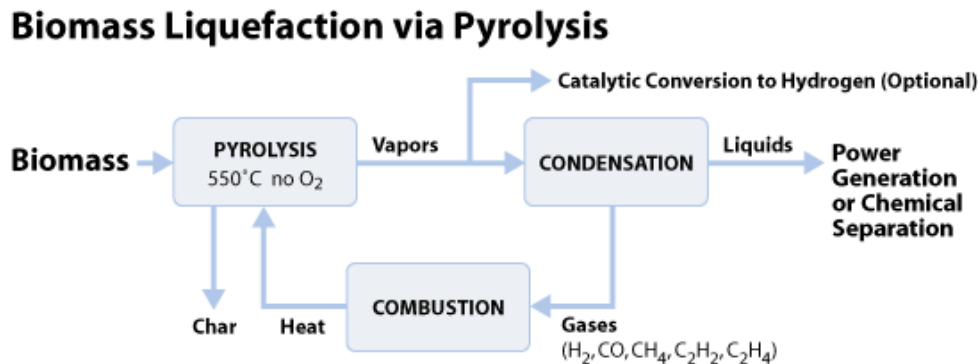 Biomass Liquefaction via Pyrolysis
Catalytic Conversion to Hydrogen (Optional)
Biomass
PYROLYSIS
550°C no O₂
Vapors
CONDENSATION
Liquids
Power
Generation
or Chemical
Separation
COMBUSTION
Char
Heat
Gases
(H₂, CO, CH₄, C₂H₂, C₂H₄)